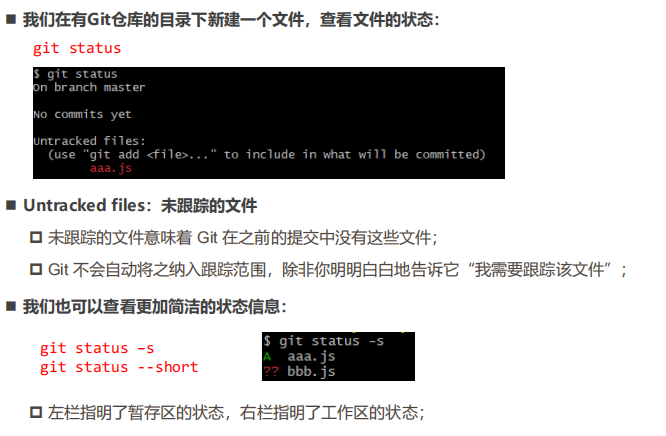 我们在有Git仓库的目录下新建一个文件，查看文件的状态：
git status
$ git status
On branch master
No commits yet
Untracked files:
(use "git add <file>..." to include in what will be committed)
aaa.js
Untracked files：未跟踪的文件
未跟踪的文件意味着 Git 在之前的提交中没有这些文件；
Git 不会自动将之纳入跟踪范围，除非你明明白白地告诉它“我需要跟踪该文件”；
我们也可以查看更加简洁的状态信息：
git status –s
git status --short
$ git status -s
A  aaa.js
?? bbb.js
左栏指明了暂存区的状态，右栏指明了工作区的状态；